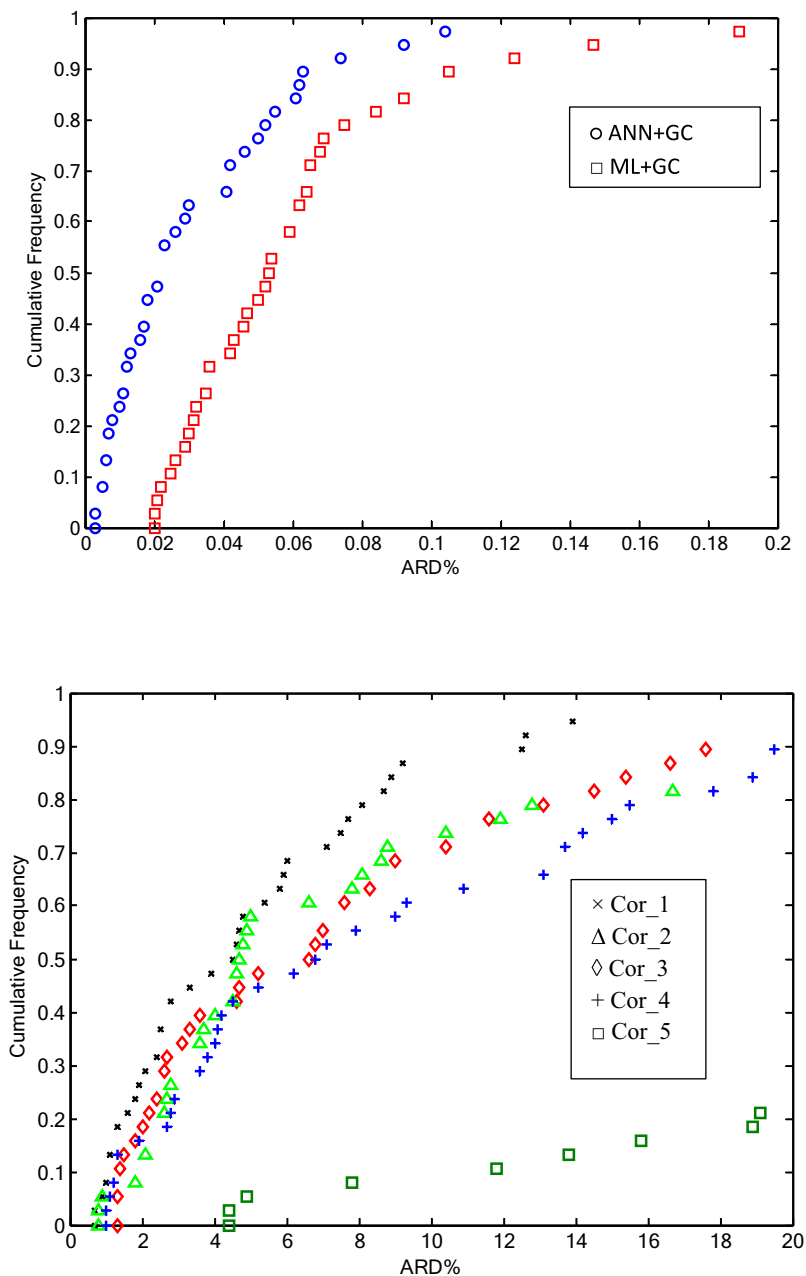 1
0.9
0.8
0.7
0.6
0.5
0.4
0.3
0.2
0.1
0
Cumulative Frequency
ANN+GC
ML+GC
0 0.02 0.04 0.06 0.08 0.1 0.12 0.14 0.16 0.18 0.2
ARD%
1
0.9
0.8
0.7
0.6
0.5
0.4
0.3
0.2
0.1
0
Cumulative Frequency
Cor_1
Cor_2
Cor_3
Cor_4
Cor_5
0 2 4 6 8 10 12 14 16 18 20
ARD%